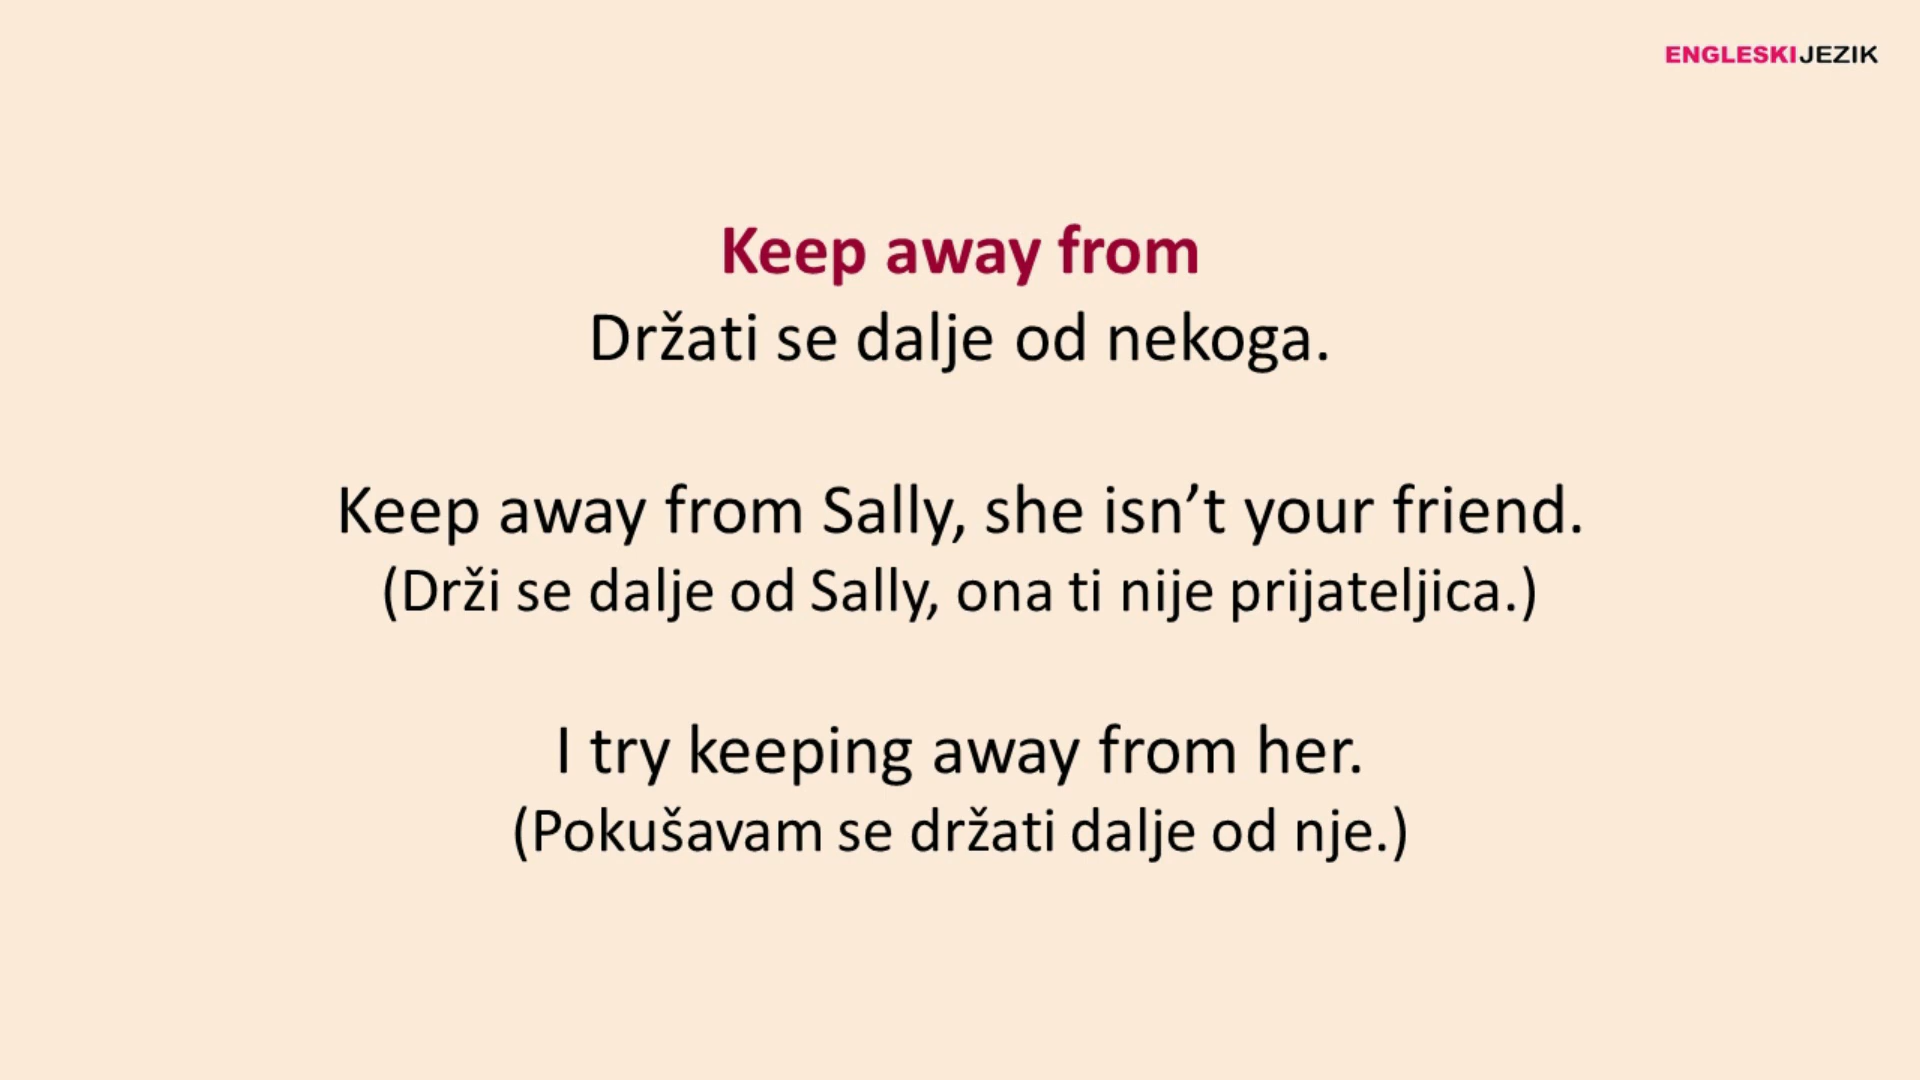 ENGLESKIJEZIK
Keep away from
Držati se dalje od nekoga.
Keep away from Sally, she isn’t your friend.
(Drži se dalje od Sally, ona ti nije prijateljica.)
I try keeping away from her.
(Pokušavam se držati dalje od nje.)